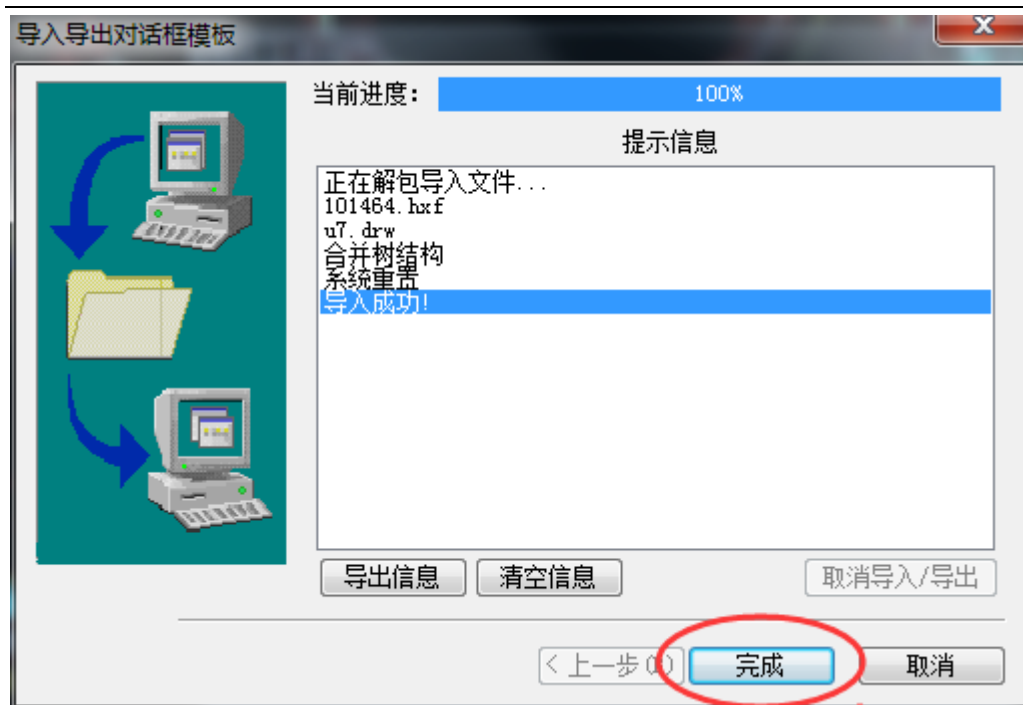 导入导出对话框模板
当前进度： 100%
提示信息
正在解包导入文件...
101464.hxf
u7.drw
合并树结构
系统重置
导入成功!
导出信息 清空信息 取消导入/导出
<上一步 完成 取消